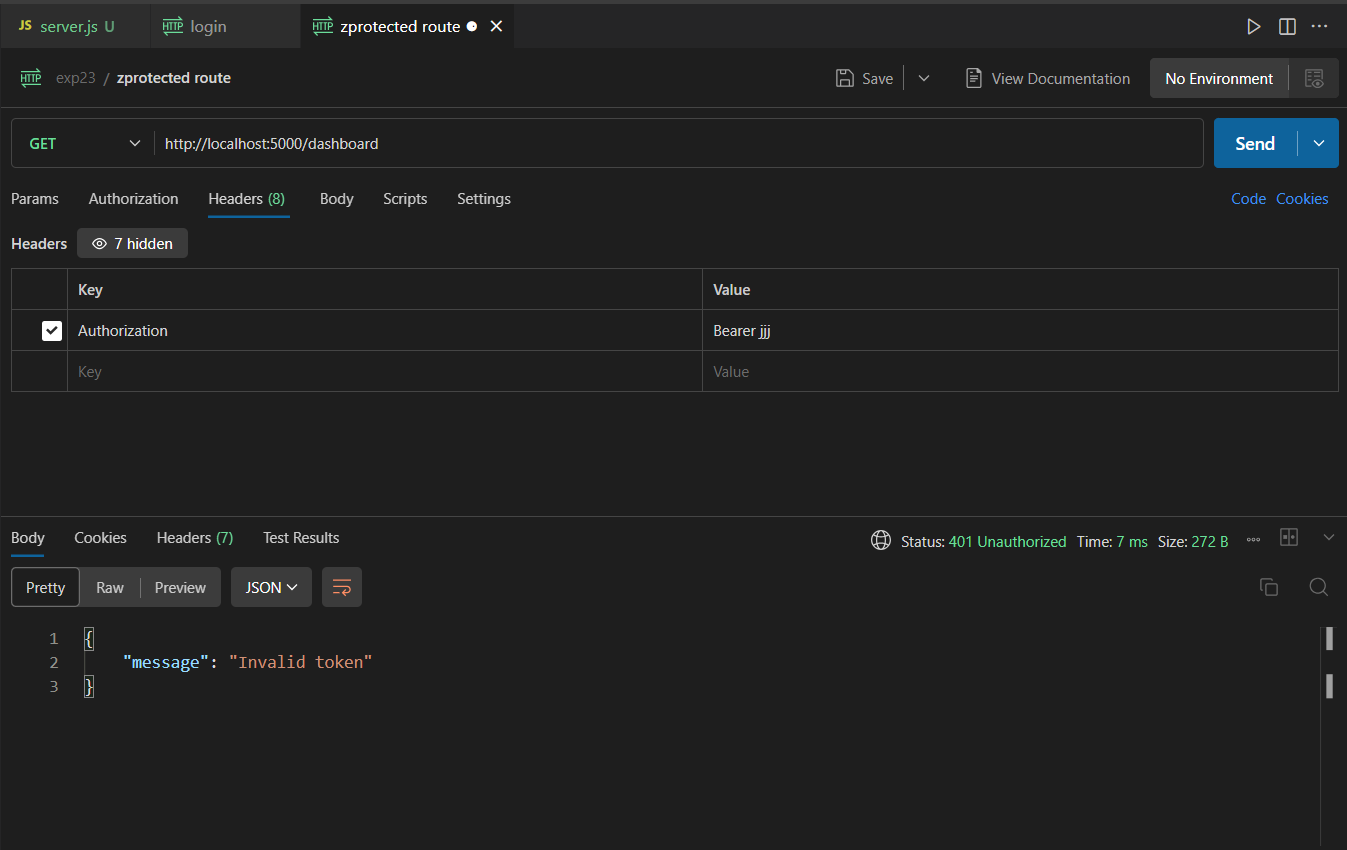 JS server.js U HTTP login HTTP zprotected route
HTTP exp23 / zprotected route Save View Documentation No Environment
GET http://localhost:5000/dashboard Send
Params Authorization Headers (8) Body Scripts Settings Code Cookies
Headers 7 hidden
Key Value
Authorization Bearer jjj
Key Value
Body Cookies Headers (7) Test Results Status: 401 Unauthorized Time: 7 ms Size: 272 B
Pretty Raw Preview JSON
1 {
2 "message": "Invalid token"
3 }